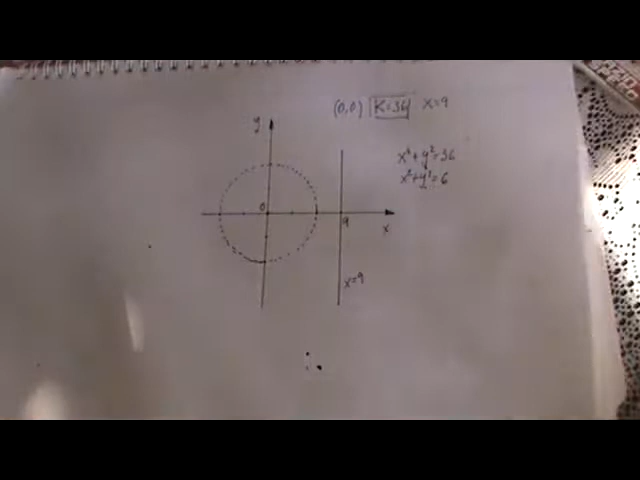 (0,0) K=36 x=9
y
x²+y²=36
x²+y²=6
0
9
x
x=9